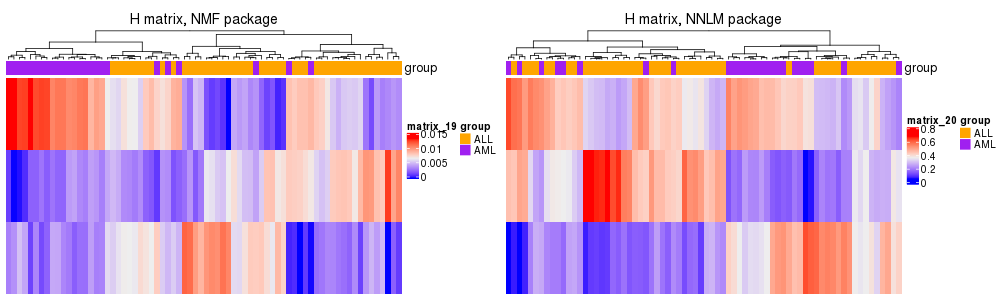 H matrix, NMF package
group
matrix_19 group
0.015
0.01
0.005
0
ALL
AML
H matrix, NNLM package
group
matrix_20 group
0.8
0.6
0.4
0.2
0
ALL
AML